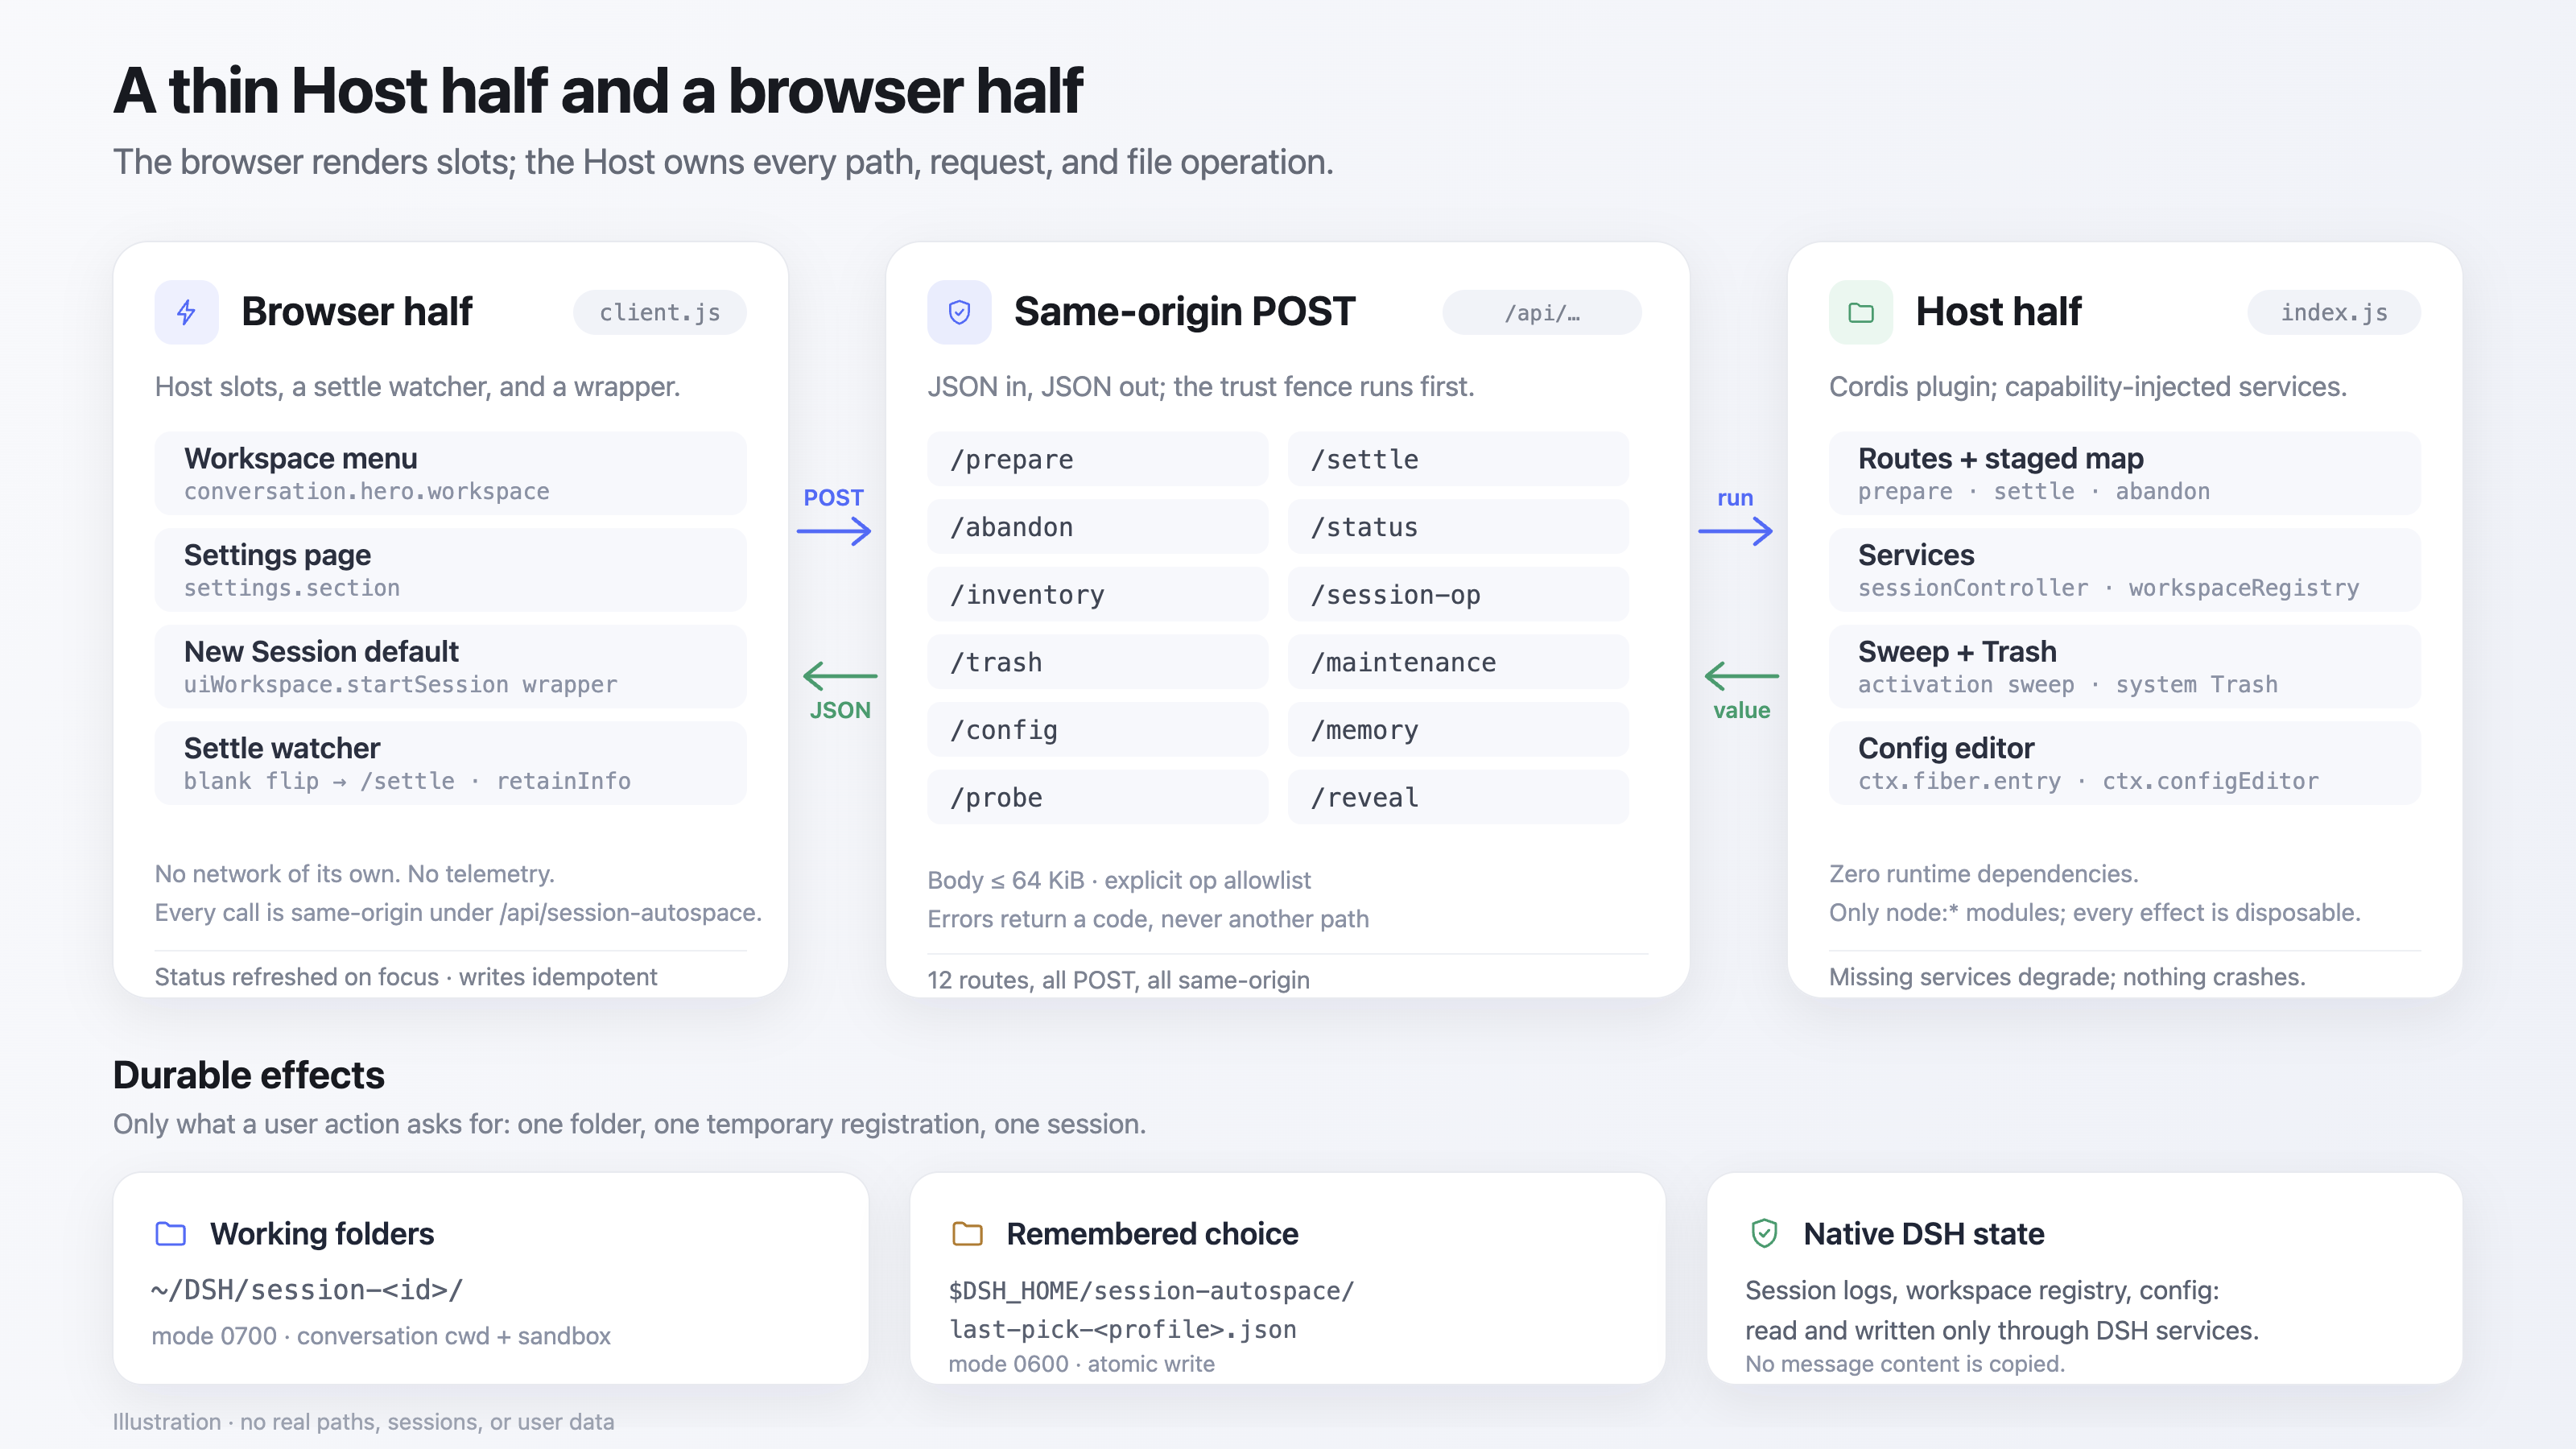 A thin Host half and a browser half
The browser renders slots; the Host owns every path, request, and file operation.
Browser half
client.js
Host slots, a settle watcher, and a wrapper.
Workspace menu
conversation.hero.workspace
Settings page
settings.section
New Session default
uiWorkspace.startSession wrapper
Settle watcher
blank flip → /settle · retainInfo
No network of its own. No telemetry.
Every call is same-origin under /api/session-autospace.
Status refreshed on focus · writes idempotent
POST
JSON
Same-origin POST
/api/…
JSON in, JSON out; the trust fence runs first.
/prepare
/settle
/abandon
/status
/inventory
/session-op
/trash
/maintenance
/config
/memory
/probe
/reveal
Body ≤ 64 KiB · explicit op allowlist
Errors return a code, never another path
12 routes, all POST, all same-origin
run
value
Host half
index.js
Cordis plugin; capability-injected services.
Routes + staged map
prepare · settle · abandon
Services
sessionController · workspaceRegistry
Sweep + Trash
activation sweep · system Trash
Config editor
ctx.fiber.entry · ctx.configEditor
Zero runtime dependencies.
Only node:* modules; every effect is disposable.
Missing services degrade; nothing crashes.
Durable effects
Only what a user action asks for: one folder, one temporary registration, one session.
Working folders
~/DSH/session-<id>/
mode 0700 · conversation cwd + sandbox
Remembered choice
$DSH_HOME/session-autospace/
last-pick-<profile>.json
mode 0600 · atomic write
Native DSH state
Session logs, workspace registry, config:
read and written only through DSH services.
No message content is copied.
Illustration · no real paths, sessions, or user data